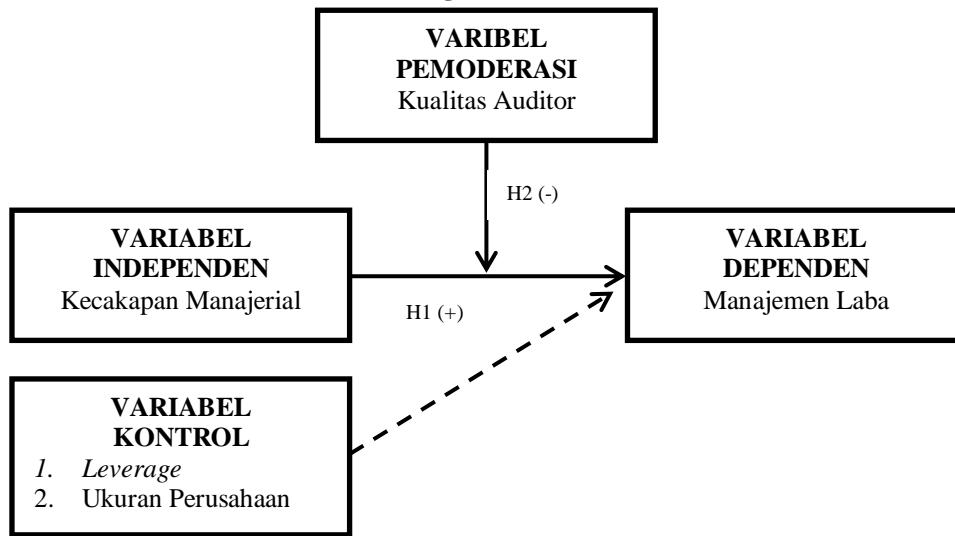 VARIBEL
PEMODERASI
Kualitas Auditor
H2 (-)
VARIABEL
INDEPENDEN
Kecakapan Manajerial
VARIABEL
DEPENDEN
Manajemen Laba
H1 (+)
VARIABEL
KONTROL
1. Leverage
2. Ukuran Perusahaan